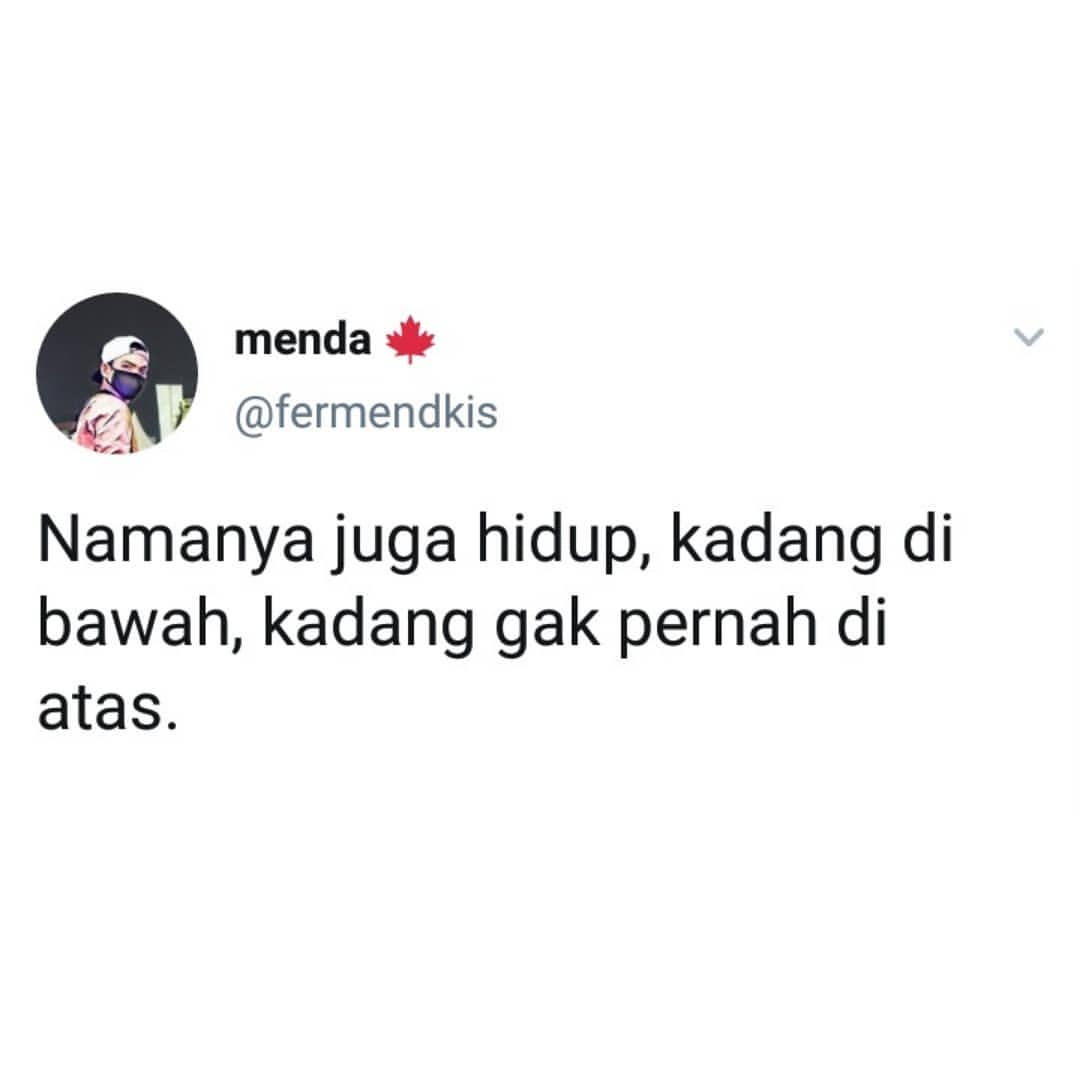 menda 🍁
@fermendkis
Namanya juga hidup, kadang di
bawah, kadang gak pernah di
atas.